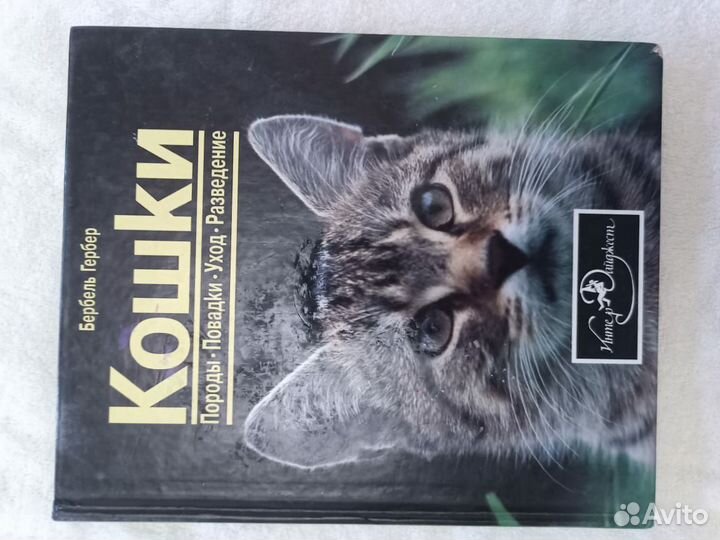 Бербель Гербер
Кошки
Породы · Повадки · Уход · Разведение
Интер Дайджест
Avito